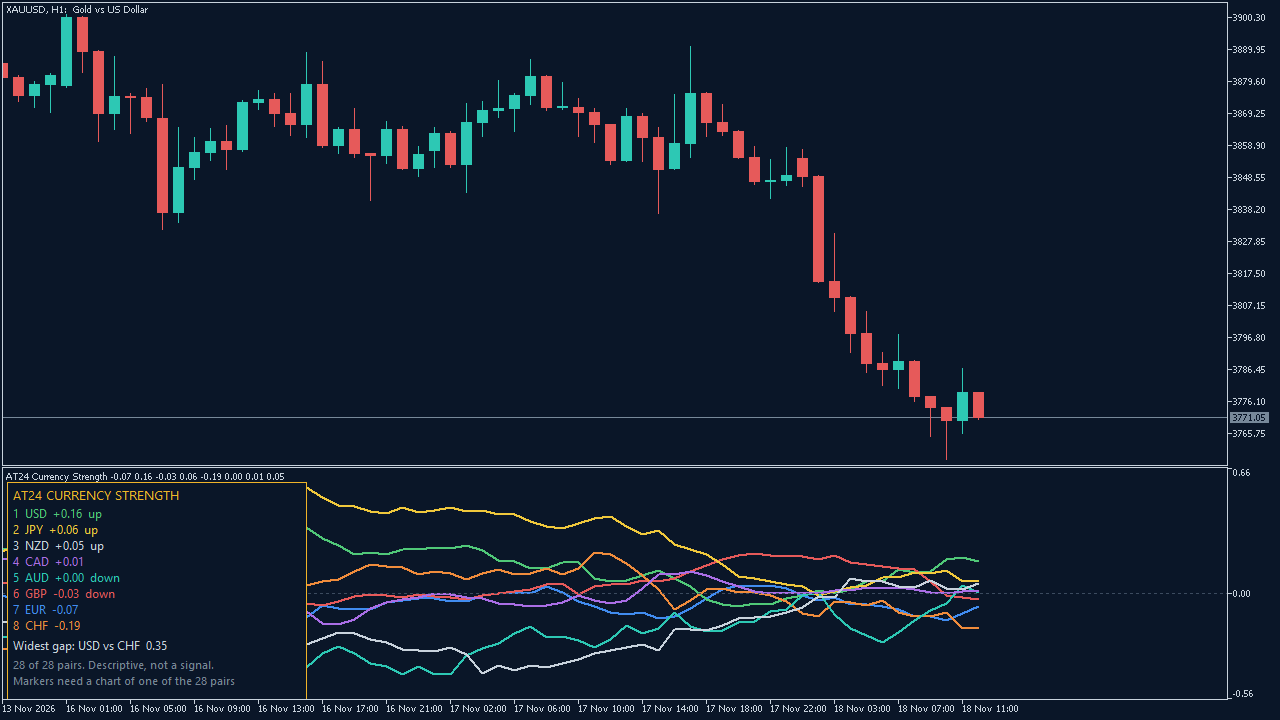 XAUUSD, H1: Gold vs US Dollar
3900.30
3889.95
3879.60
3869.25
3858.90
3848.55
3838.20
3827.85
3817.50
3807.15
3796.80
3786.45
3776.10
3771.05
3765.75
AT24 Currency Strength -0.07 0.16 -0.03 0.06 -0.19 0.00 0.01 0.05
0.66
AT24 CURRENCY STRENGTH
1 USD +0.16 up
2 JPY +0.06 up
3 NZD +0.05 up
4 CAD +0.01
5 AUD +0.00 down
6 GBP -0.03 down
0.00
7 EUR -0.07
8 CHF -0.19
Widest gap: USD vs CHF 0.35
28 of 28 pairs. Descriptive, not a signal.
Markers need a chart of one of the 28 pairs
-0.56
13 Nov 2026 16 Nov 01:00 16 Nov 05:00 16 Nov 09:00 16 Nov 13:00 16 Nov 17:00 16 Nov 21:00 17 Nov 02:00 17 Nov 06:00 17 Nov 10:00 17 Nov 14:00 17 Nov 18:00 17 Nov 22:00 18 Nov 03:00 18 Nov 07:00 18 Nov 11:00